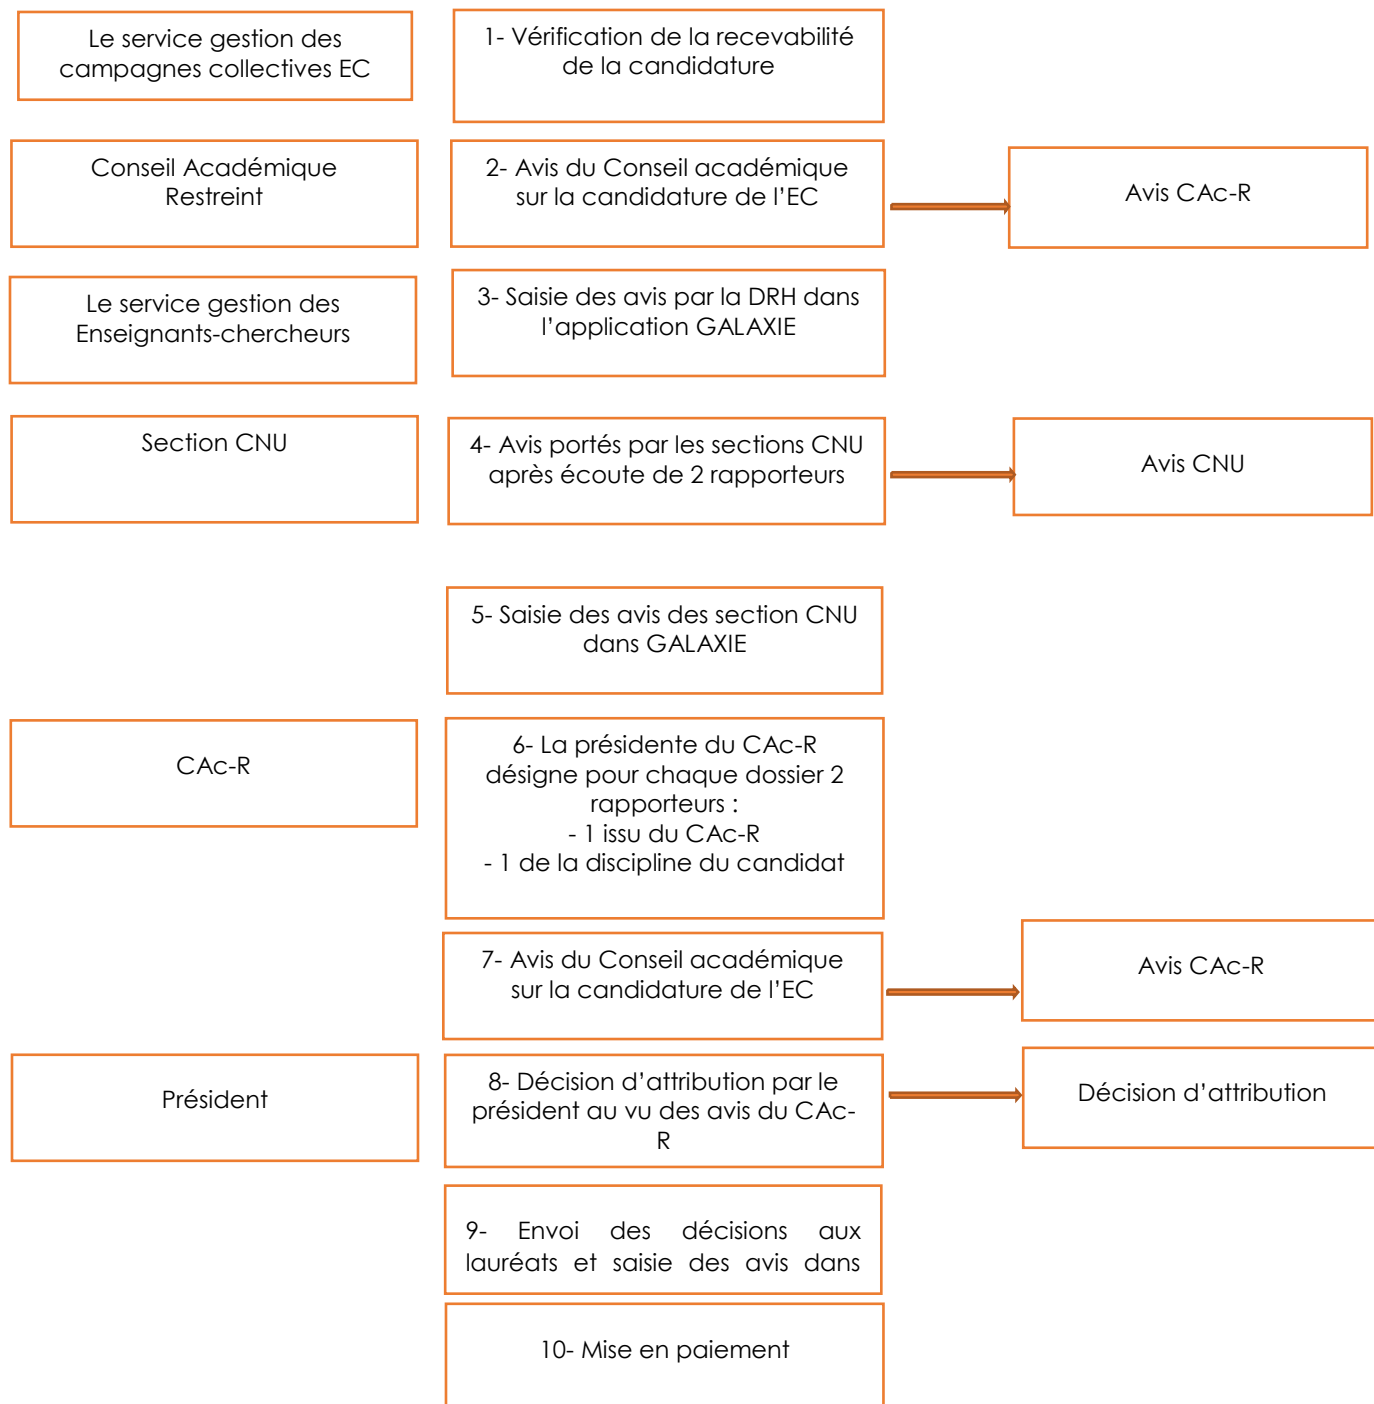 Le service gestion des
campagnes collectives EC
1- Vérification de la recevabilité
de la candidature
Conseil Académique
Restreint
2- Avis du Conseil académique
sur la candidature de l’EC
Avis CAc-R
Le service gestion des
Enseignants-chercheurs
3- Saisie des avis par la DRH dans
l’application GALAXIE
Section CNU
4- Avis portés par les sections CNU
après écoute de 2 rapporteurs
Avis CNU
5- Saisie des avis des section CNU
dans GALAXIE
CAc-R
6- La présidente du CAc-R
désigne pour chaque dossier 2
rapporteurs :
- 1 issu du CAc-R
- 1 de la discipline du candidat
7- Avis du Conseil académique
sur la candidature de l’EC
Avis CAc-R
Président
8- Décision d’attribution par le
président au vu des avis du CAc-
R
Décision d’attribution
9- Envoi des décisions aux
lauréats et saisie des avis dans
10- Mise en paiement